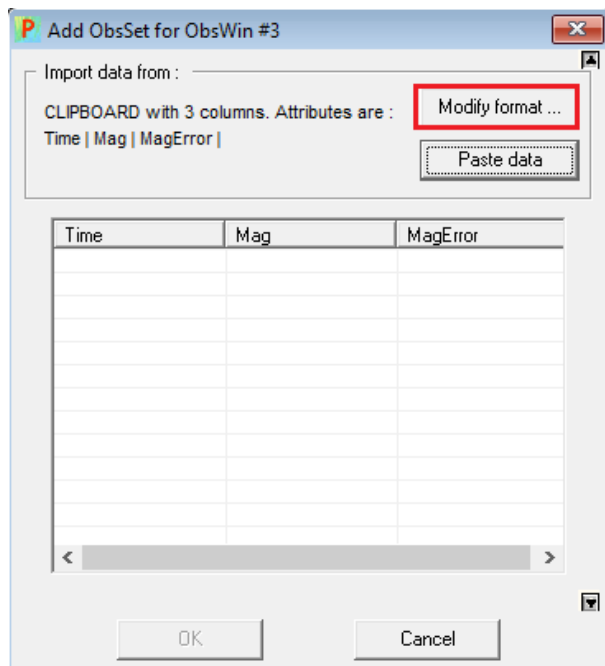 P Add ObsSet for ObsWin #3
Import data from :
CLIPBOARD with 3 columns. Attributes are :
Time | Mag | MagError |
Modify format ...
Paste data
Time Mag MagError
OK Cancel